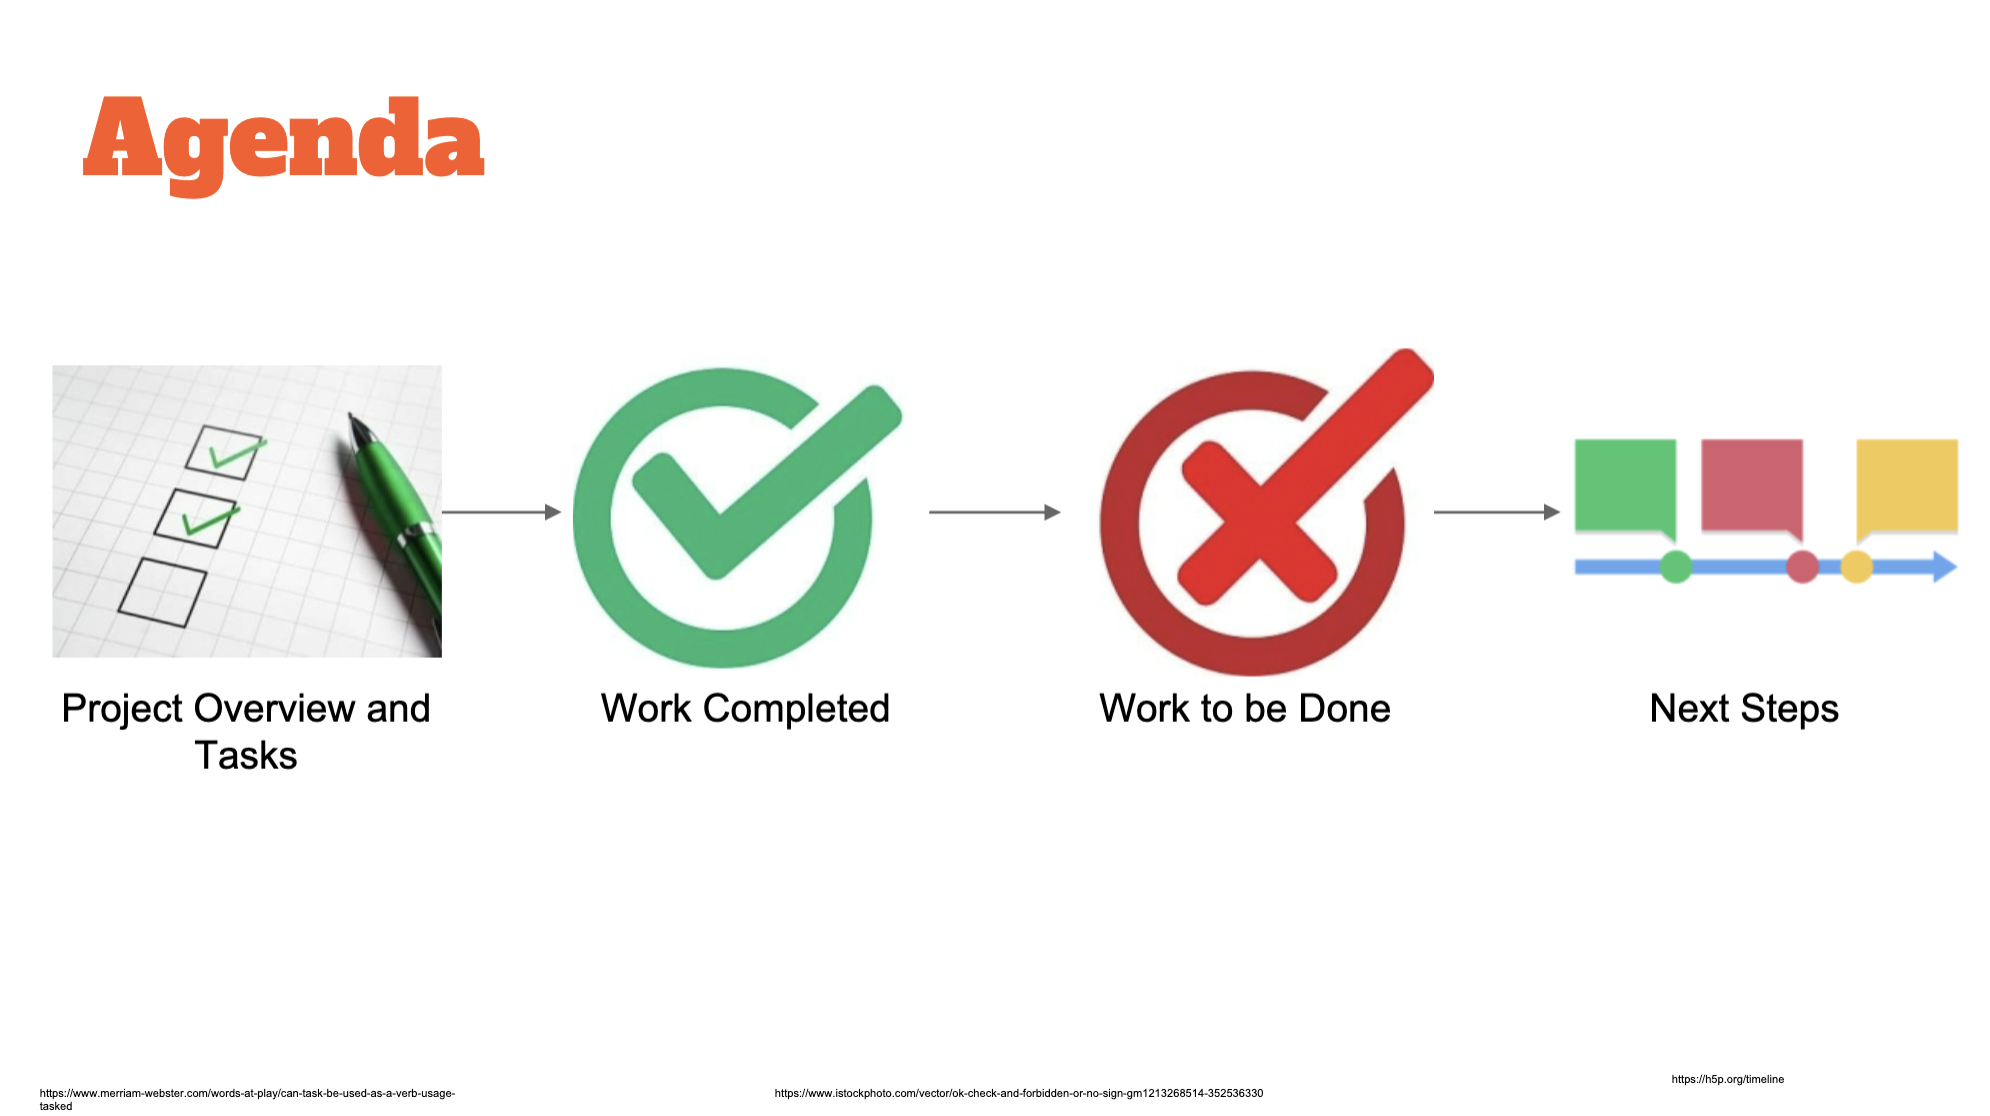 Agenda
Project Overview and
Tasks
Work Completed
Work to be Done
Next Steps
https://www.merriam-webster.com/words-at-play/can-task-be-used-as-a-verb-usage-
tasked
https://www.istockphoto.com/vector/ok-check-and-forbidden-or-no-sign-gm1213268514-352536330
https://h5p.org/timeline